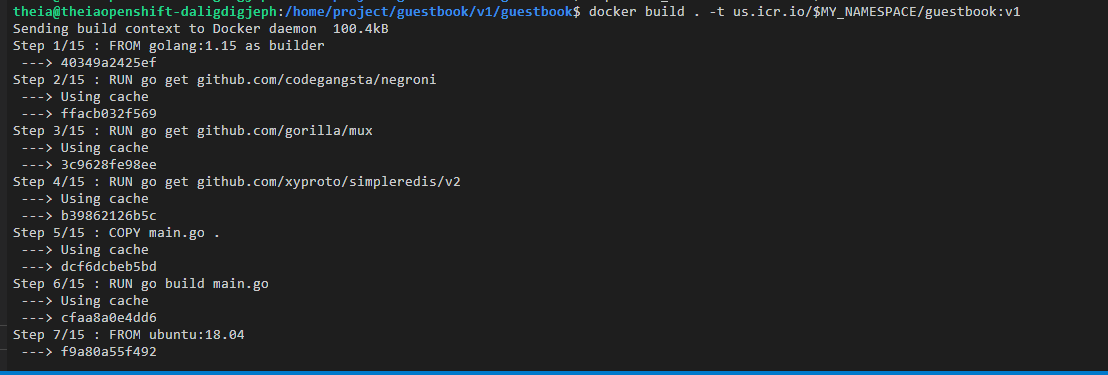 theia@theiaopenshift-daligdigjeph:/home/project/guestbook/v1/guestbook$ docker build . -t us.icr.io/$MY_NAMESPACE/guestbook:v1
Sending build context to Docker daemon  100.4kB
Step 1/15 : FROM golang:1.15 as builder
 ---> 40349a2425ef
Step 2/15 : RUN go get github.com/codegangsta/negroni
 ---> Using cache
 ---> ffacb032f569
Step 3/15 : RUN go get github.com/gorilla/mux
 ---> Using cache
 ---> 3c9628fe98ee
Step 4/15 : RUN go get github.com/xyproto/simpleredis/v2
 ---> Using cache
 ---> b39862126b5c
Step 5/15 : COPY main.go .
 ---> Using cache
 ---> dcf6dcbeb5bd
Step 6/15 : RUN go build main.go
 ---> Using cache
 ---> cfaa8a0e4dd6
Step 7/15 : FROM ubuntu:18.04
 ---> f9a80a55f492